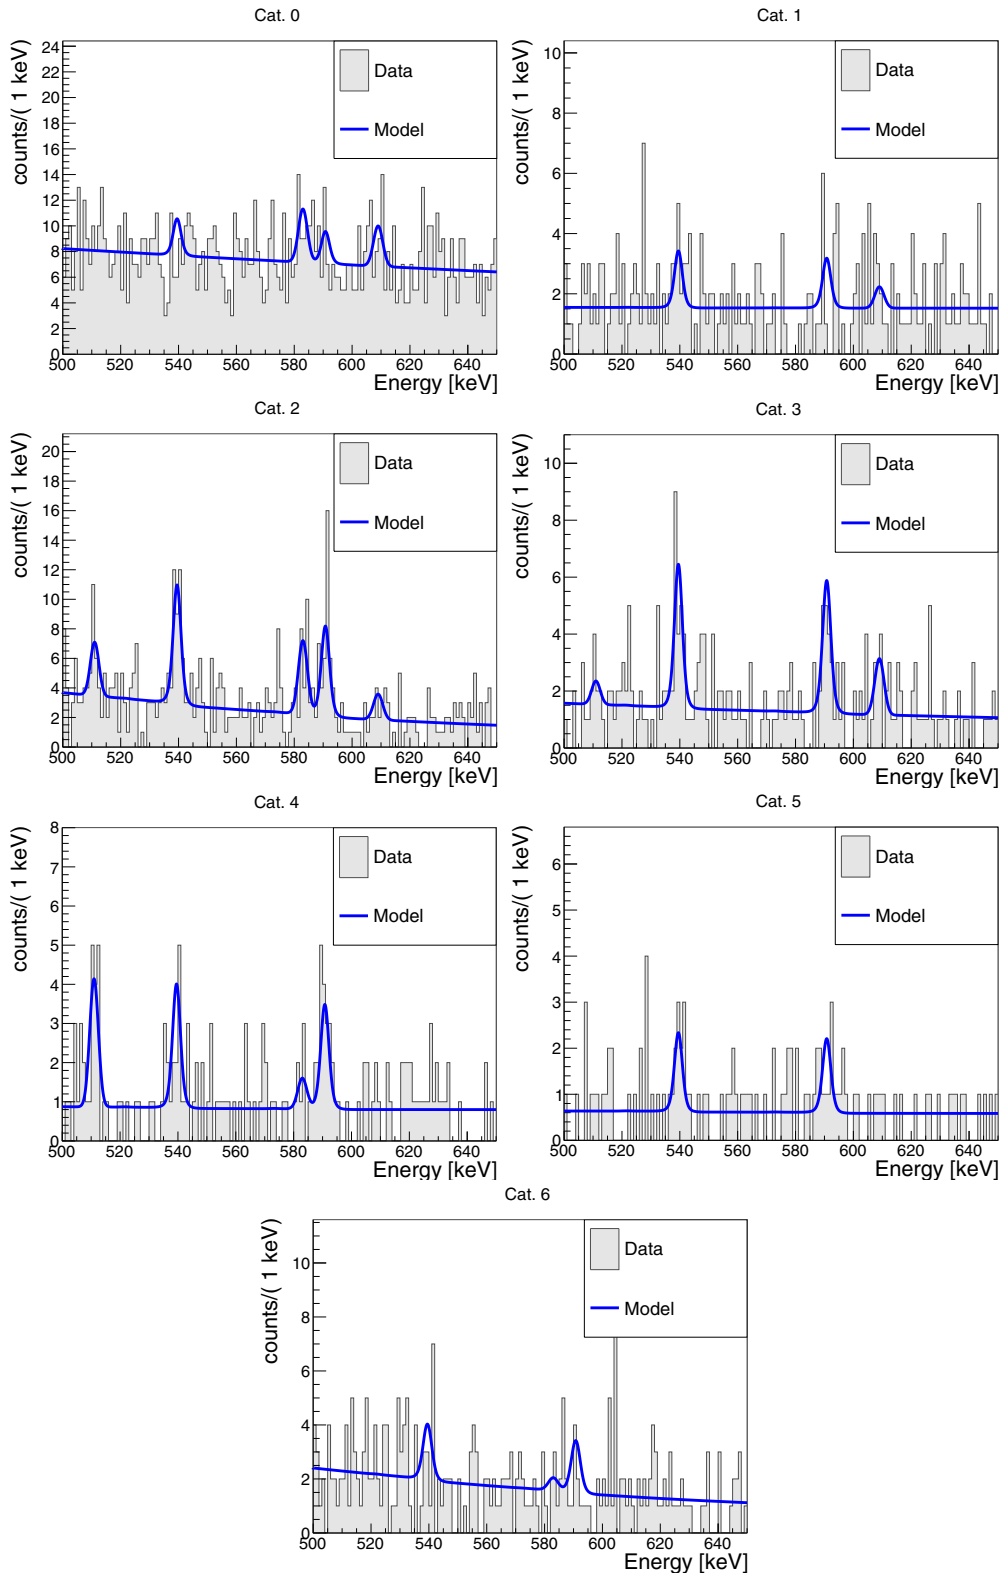 Cat. 0
counts/( 1 keV)
24
22
20
18
16
14
12
10
8
6
4
2
0
Data
Model
500 520 540 560 580 600 620 640
Energy [keV]
Cat. 1
counts/( 1 keV)
10
8
6
4
2
0
Data
Model
500 520 540 560 580 600 620 640
Energy [keV]
Cat. 2
counts/( 1 keV)
20
18
16
14
12
10
8
6
4
2
0
Data
Model
500 520 540 560 580 600 620 640
Energy [keV]
Cat. 3
counts/( 1 keV)
10
8
6
4
2
0
Data
Model
500 520 540 560 580 600 620 640
Energy [keV]
Cat. 4
counts/( 1 keV)
8
7
6
5
4
3
2
1
0
Data
Model
500 520 540 560 580 600 620 640
Energy [keV]
Cat. 5
counts/( 1 keV)
6
5
4
3
2
1
0
Data
Model
500 520 540 560 580 600 620 640
Energy [keV]
Cat. 6
counts/( 1 keV)
10
8
6
4
2
0
Data
Model
500 520 540 560 580 600 620 640
Energy [keV]